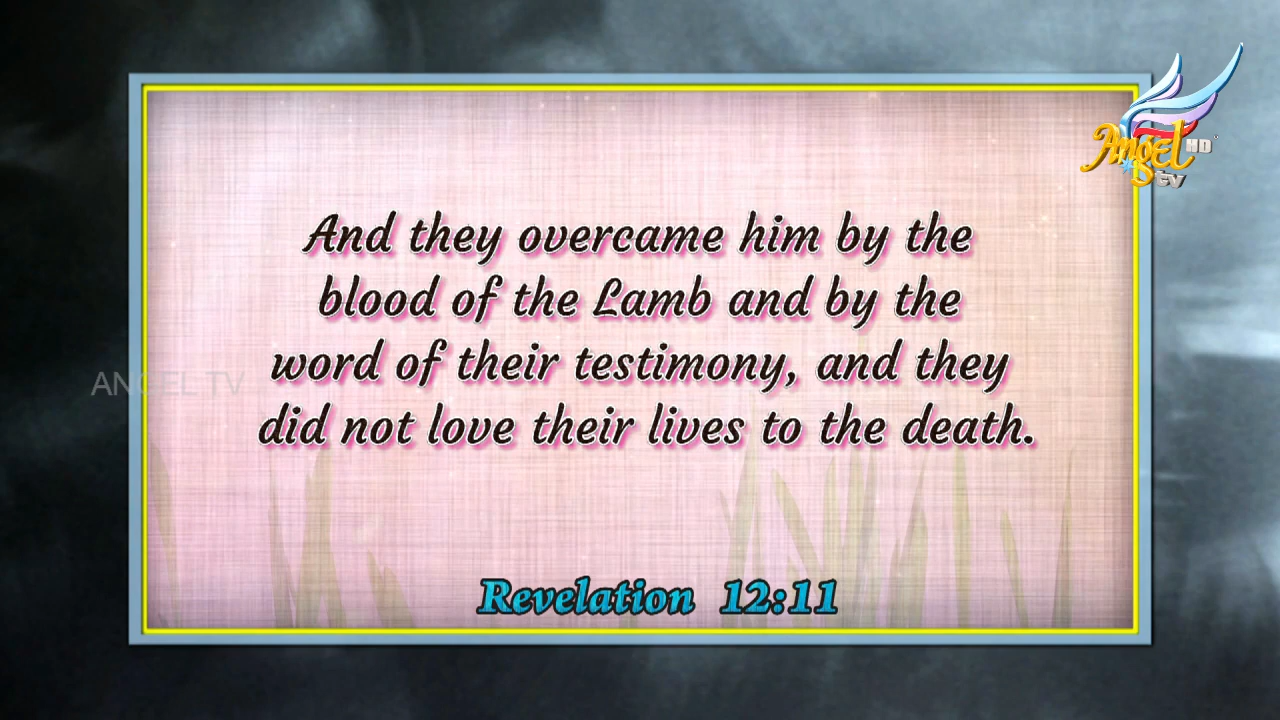 Angel HD
tv
And they overcame him by the
blood of the Lamb and by the
word of their testimony, and they
did not love their lives to the death.
ANGEL TV
Revelation 12:11